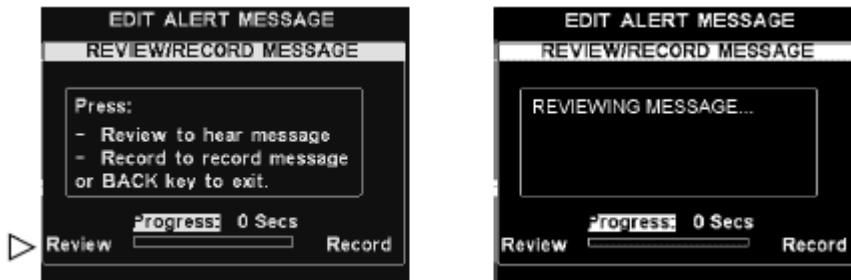 EDIT ALERT MESSAGE
REVIEW/RECORD MESSAGE
Press:
- Review to hear message
- Record to record message
or BACK key to exit.
Progress: 0 Secs
Review Record
EDIT ALERT MESSAGE
REVIEW/RECORD MESSAGE
REVIEWING MESSAGE...
Progress: 0 Secs
Review Record